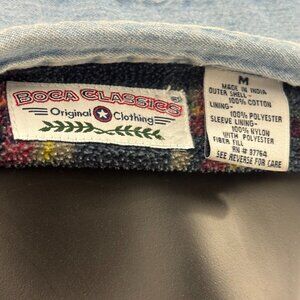 BOCA CLASSICS
Original Clothing
M
MADE IN INDIA
OUTER SHELL-
100% COTTON
LINING-
100% POLYESTER
SLEEVE LINING-
100% NYLON
WITH POLYESTER
FIBER FILL
RN # 87764
SEE REVERSE FOR CARE